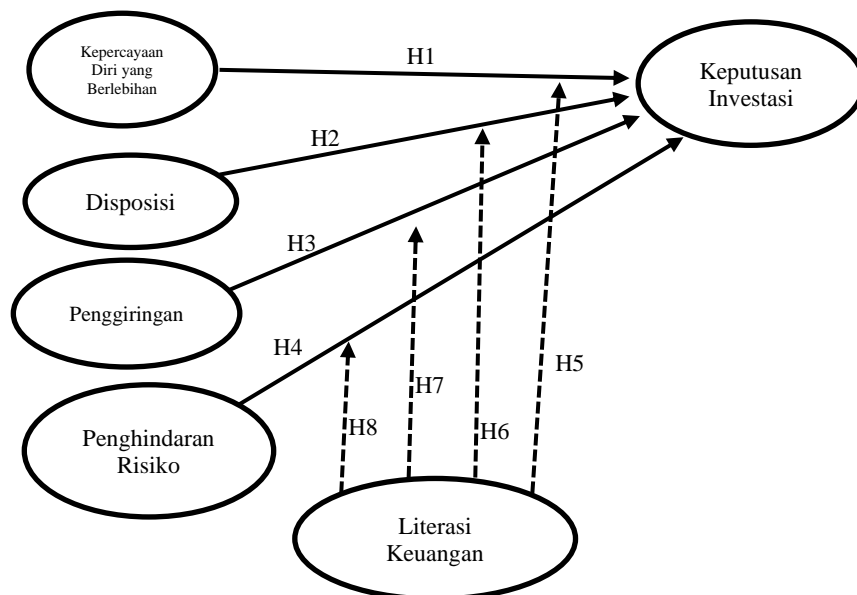 Kepercayaan
Diri yang
Berlebihan
H1
Keputusan
Investasi
H2
Disposisi
H3
Penggiringan
H4
H5
H7
H8
H6
Penghindaran
Risiko
Literasi
Keuangan